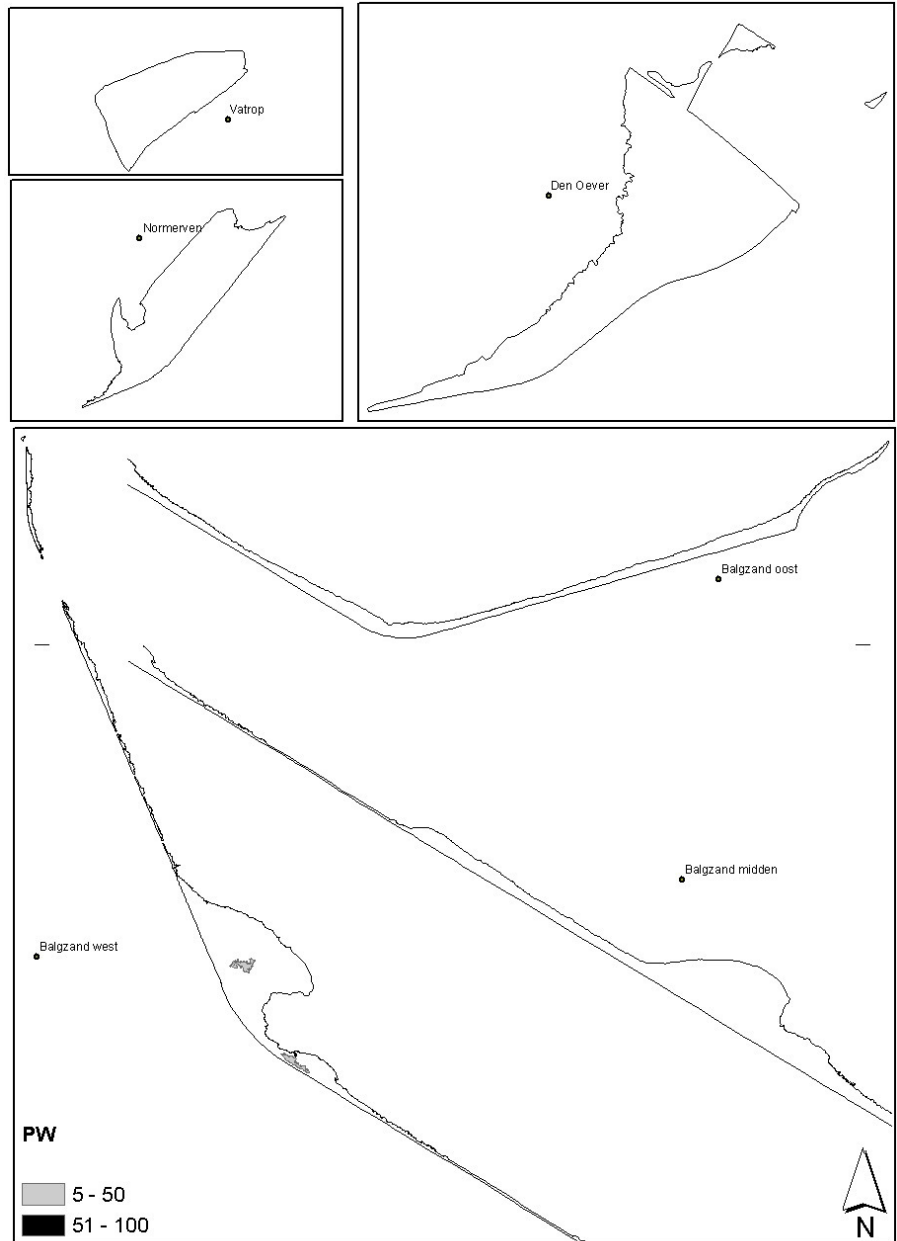 Vatrop
Normerven
Den Oever
Balgzand oost
Balgzand midden
Balgzand west
PW
5 - 50
51 - 100
N